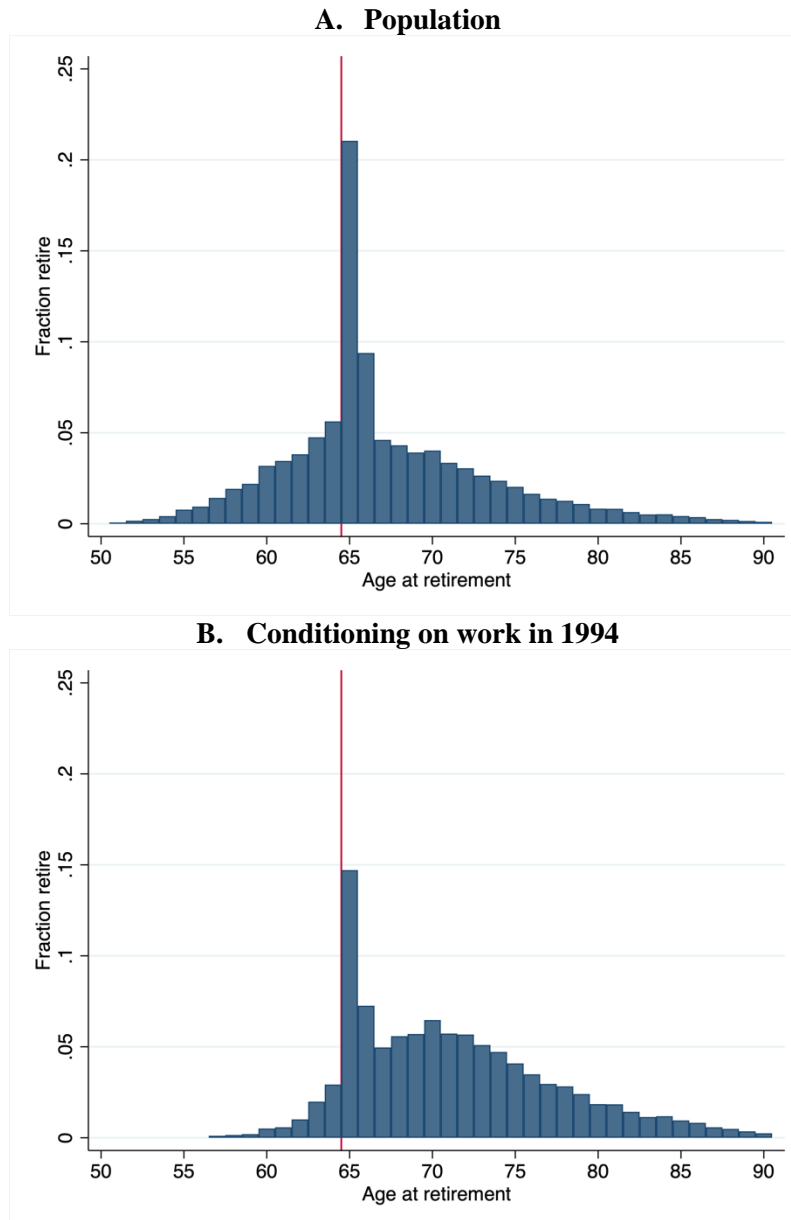 A. Population
.25
.2
.15
.1
.05
0
Fraction retire
50 55 60 65 70 75 80 85 90
Age at retirement
B. Conditioning on work in 1994
.25
.2
.15
.1
.05
0
Fraction retire
50 55 60 65 70 75 80 85 90
Age at retirement